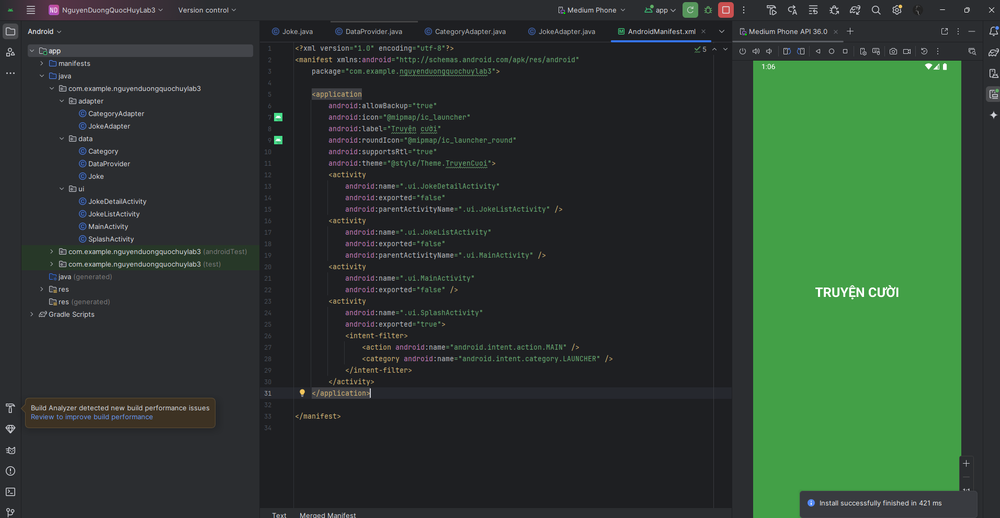 ND NguyenDuongQuocHuyLab3 Version control Medium Phone app
Android
app
manifests
java
com.example.nguyenduongquochuylab3
adapter
CategoryAdapter
JokeAdapter
data
Category
DataProvider
Joke
ui
JokeDetailActivity
JokeListActivity
MainActivity
SplashActivity
com.example.nguyenduongquochuylab3 (androidTest)
com.example.nguyenduongquochuylab3 (test)
java (generated)
res
res (generated)
Gradle Scripts
Build Analyzer detected new build performance issues
Review to improve build performance
Joke.java DataProvider.java CategoryAdapter.java JokeAdapter.java AndroidManifest.xml
5
1 <?xml version="1.0" encoding="utf-8"?>
2 <manifest xmlns:android="http://schemas.android.com/apk/res/android"
3 package="com.example.nguyenduongquochuylab3">
4
5 <application
6 android:allowBackup="true"
7 android:icon="@mipmap/ic_launcher"
8 android:label="Truyện cười"
9 android:roundIcon="@mipmap/ic_launcher_round"
10 android:supportsRtl="true"
11 android:theme="@style/Theme.TruyenCuoi">
12 <activity
13 android:name=".ui.JokeDetailActivity"
14 android:exported="false"
15 android:parentActivityName=".ui.JokeListActivity" />
16 <activity
17 android:name=".ui.JokeListActivity"
18 android:exported="false"
19 android:parentActivityName=".ui.MainActivity" />
20 <activity
21 android:name=".ui.MainActivity"
22 android:exported="false" />
23 <activity
24 android:name=".ui.SplashActivity"
25 android:exported="true">
26 <intent-filter>
27 <action android:name="android.intent.action.MAIN" />
28 <category android:name="android.intent.category.LAUNCHER" />
29 </intent-filter>
30 </activity>
31 </application>
32
33 </manifest>
34
Text Merged Manifest
Medium Phone API 36.0
1:06
TRUYỆN CƯỜI
1:1
Install successfully finished in 421 ms